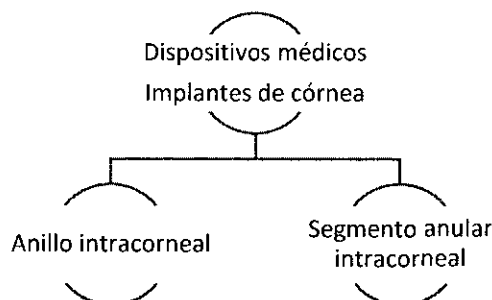 Dispositivos médicos
Implantes de córnea
Anillo intracorneal
Segmento anular
intracorneal